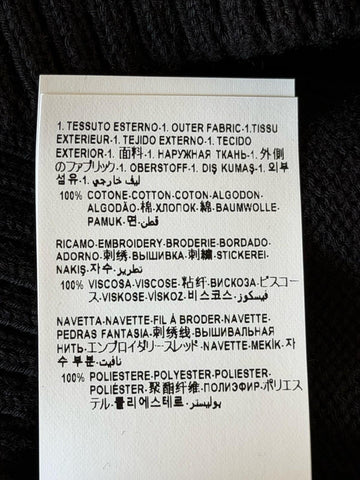 1. TESSUTO ESTERNO-1. OUTER FABRIC-1.TISSU
EXTERIEUR-1. TEJIDO EXTERNO-1. TECIDO
EXTERIOR-1. 面料-1. НАРУЖНАЯ ТКАНЬ-1. 外側
のファブリック-1. OBERSTOFF-1. DIŞ KUMAŞ-1. 외부
섬유-1. ليف خارجي
100% COTONE-COTTON-COTON-ALGODON-
ALGODÃO-棉-ХЛОПОК-綿-BAUMWOLLE-
PAMUK-면-قطن
RICAMO-EMBROIDERY-BRODERIE-BORDADO-
ADORNO-刺绣-ВЫШИВКА-刺繍-STICKEREI-
NAKIŞ-자수-تطريز
100% VISCOSA-VISCOSE-粘纤-ВИСКОЗА-ビスコー
ス-VISKOSE-VİSKOZ-비스코스-فيسكوز
NAVETTA-NAVETTE-FIL À BRODER-NAVETTE-
PEDRAS FANTASIA-刺绣线-ВЫШИВАЛЬНАЯ
НИТЬ-エンブロイダリースレッド-NAVETTE-MEKİK-자
수 부분-نافيت
100% POLIESTERE-POLYESTER-POLIESTER-
POLIÉSTER-聚酯纤维-ПОЛИЭФИР-ポリエス
テル-폴리에스테르-بوليستر